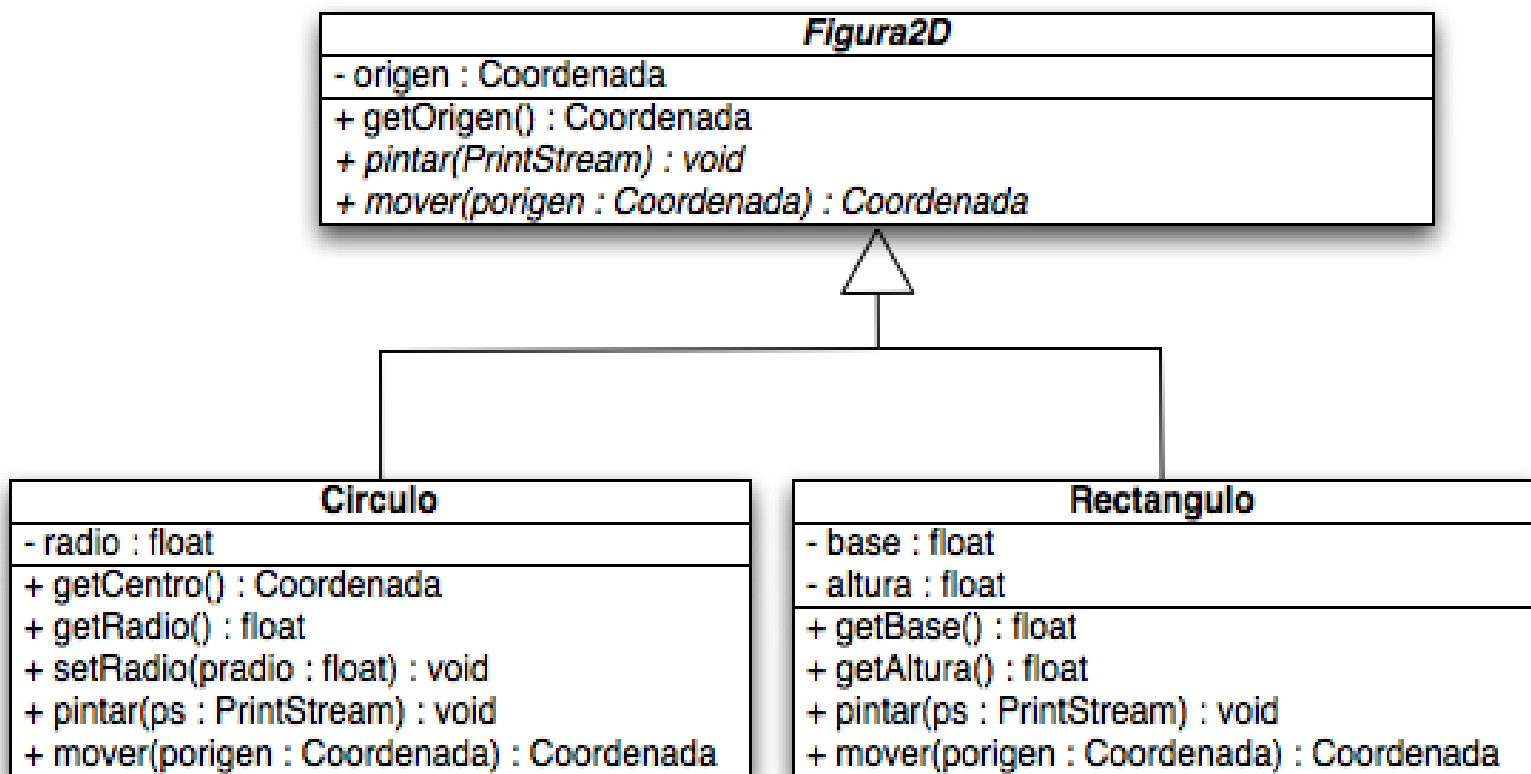 Figura2D
- origen : Coordenada
+ getOrigen() : Coordenada
+ pintar(PrintStream) : void
+ mover(porigen : Coordenada) : Coordenada
Circulo
- radio : float
+ getCentro() : Coordenada
+ getRadio() : float
+ setRadio(pradio : float) : void
+ pintar(ps : PrintStream) : void
+ mover(porigen : Coordenada) : Coordenada
Rectangulo
- base : float
- altura : float
+ getBase() : float
+ getAltura() : float
+ pintar(ps : PrintStream) : void
+ mover(porigen : Coordenada) : Coordenada